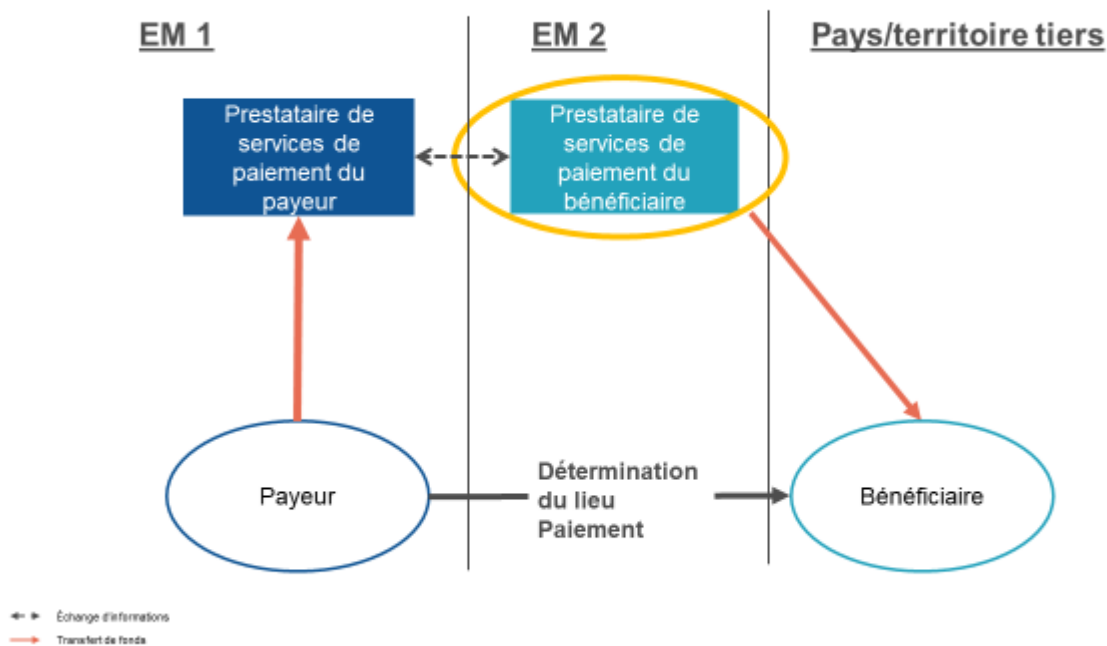 EM 1
EM 2
Pays/territoire tiers
Prestataire de
services de
paiement du
payeur
Prestataire de
services de
paiement du
bénéficiaire
Payeur
Détermination
du lieu
Paiement
Bénéficiaire
Échange d'informations
Transfert de fonds